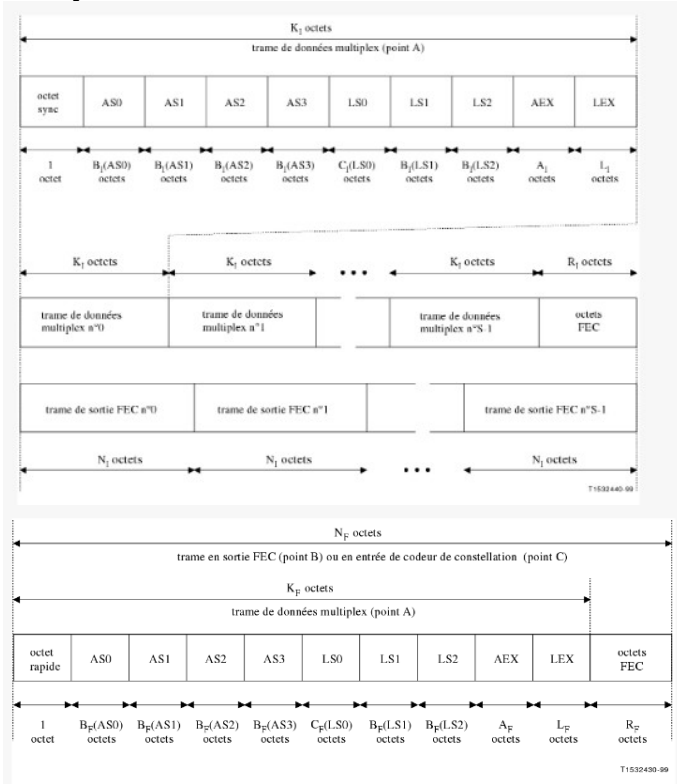 K_I octets
trame de données multiplex (point A)
octet sync AS0 AS1 AS2 AS3 LS0 LS1 LS2 AEX LEX
1 octet B_I(AS0) octets B_I(AS1) octets B_I(AS2) octets B_I(AS3) octets C_I(LS0) octets B_I(LS1) octets B_I(LS2) octets A_I octets L_I octets
K_I octets K_I octets • • • K_I octets R_I octets
trame de données multiplex n°0 trame de données multiplex n°1 trame de données multiplex n°S-1 octets FEC
trame de sortie FEC n°0 trame de sortie FEC n°1 trame de sortie FEC n°S-1
N_I octets N_I octets • • • N_I octets
T1532440-99
N_F octets
trame en sortie FEC (point B) ou en entrée de codeur de constellation (point C)
K_F octets
trame de données multiplex (point A)
octet rapide AS0 AS1 AS2 AS3 LS0 LS1 LS2 AEX LEX octets FEC
1 octet B_F(AS0) octets B_F(AS1) octets B_F(AS2) octets B_F(AS3) octets C_F(LS0) octets B_F(LS1) octets B_F(LS2) octets A_F octets L_F octets R_F octets
T1532430-99